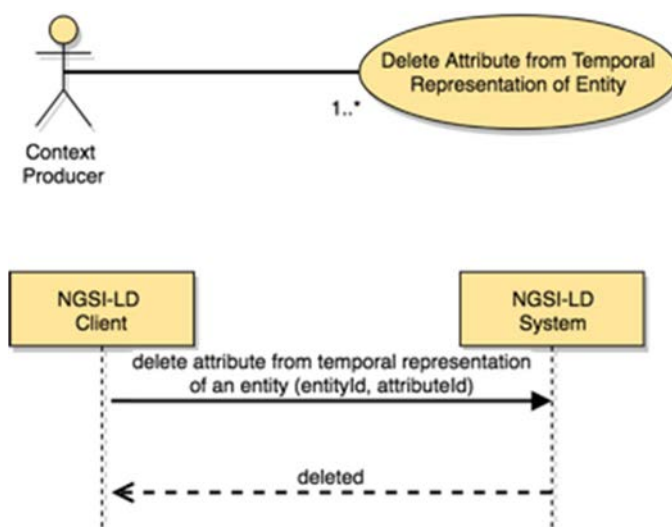 Delete Attribute from Temporal
Representation of Entity
1..*
Context
Producer
NGSI-LD
Client
NGSI-LD
System
delete attribute from temporal representation
of an entity (entityId, attributeId)
deleted